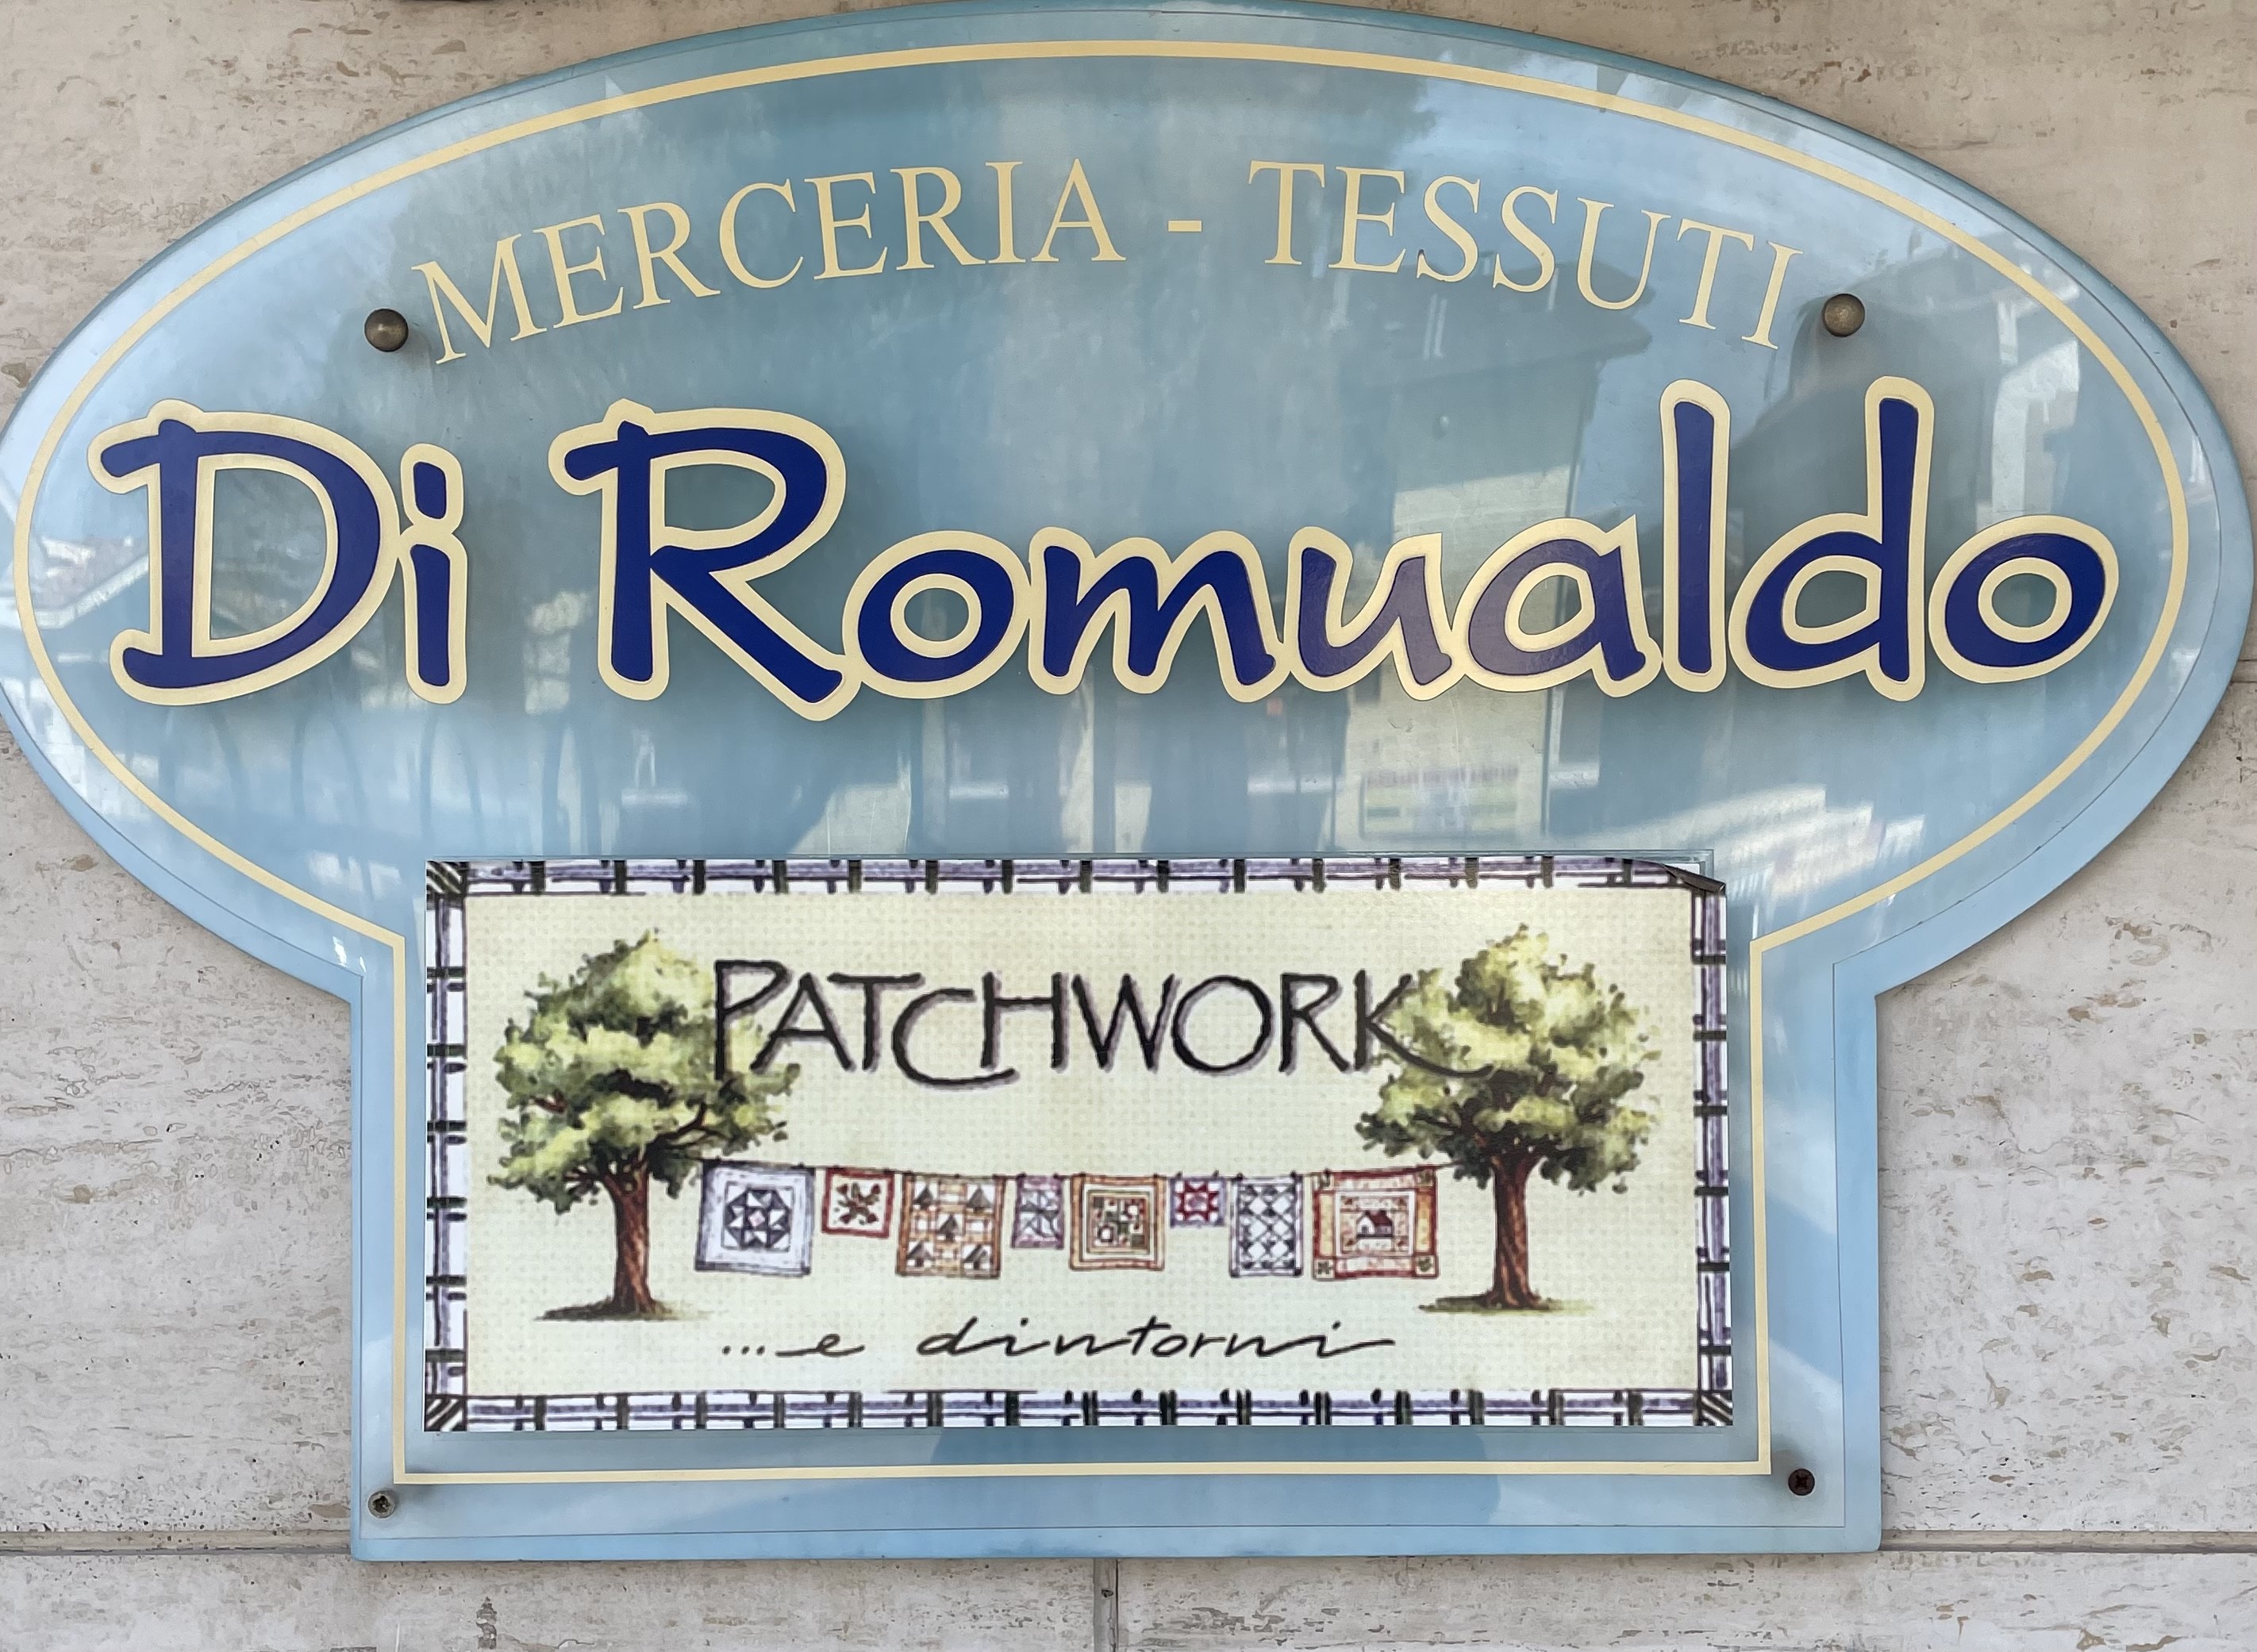 MERCERIA - TESSUTI
Di Romualdo
PATCHWORK
...e dintorni